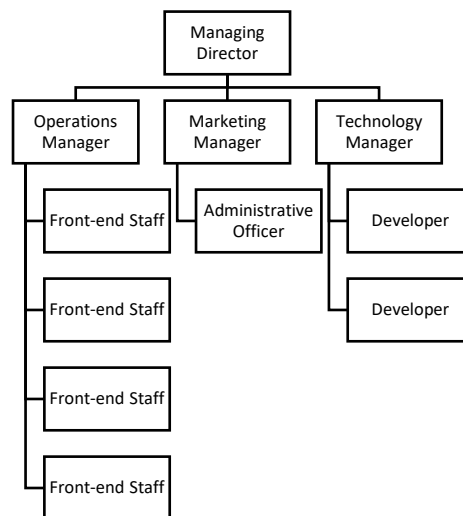 Managing
Director
Operations
Manager
Marketing
Manager
Technology
Manager
Front-end Staff
Administrative
Officer
Developer
Front-end Staff
Developer
Front-end Staff
Front-end Staff